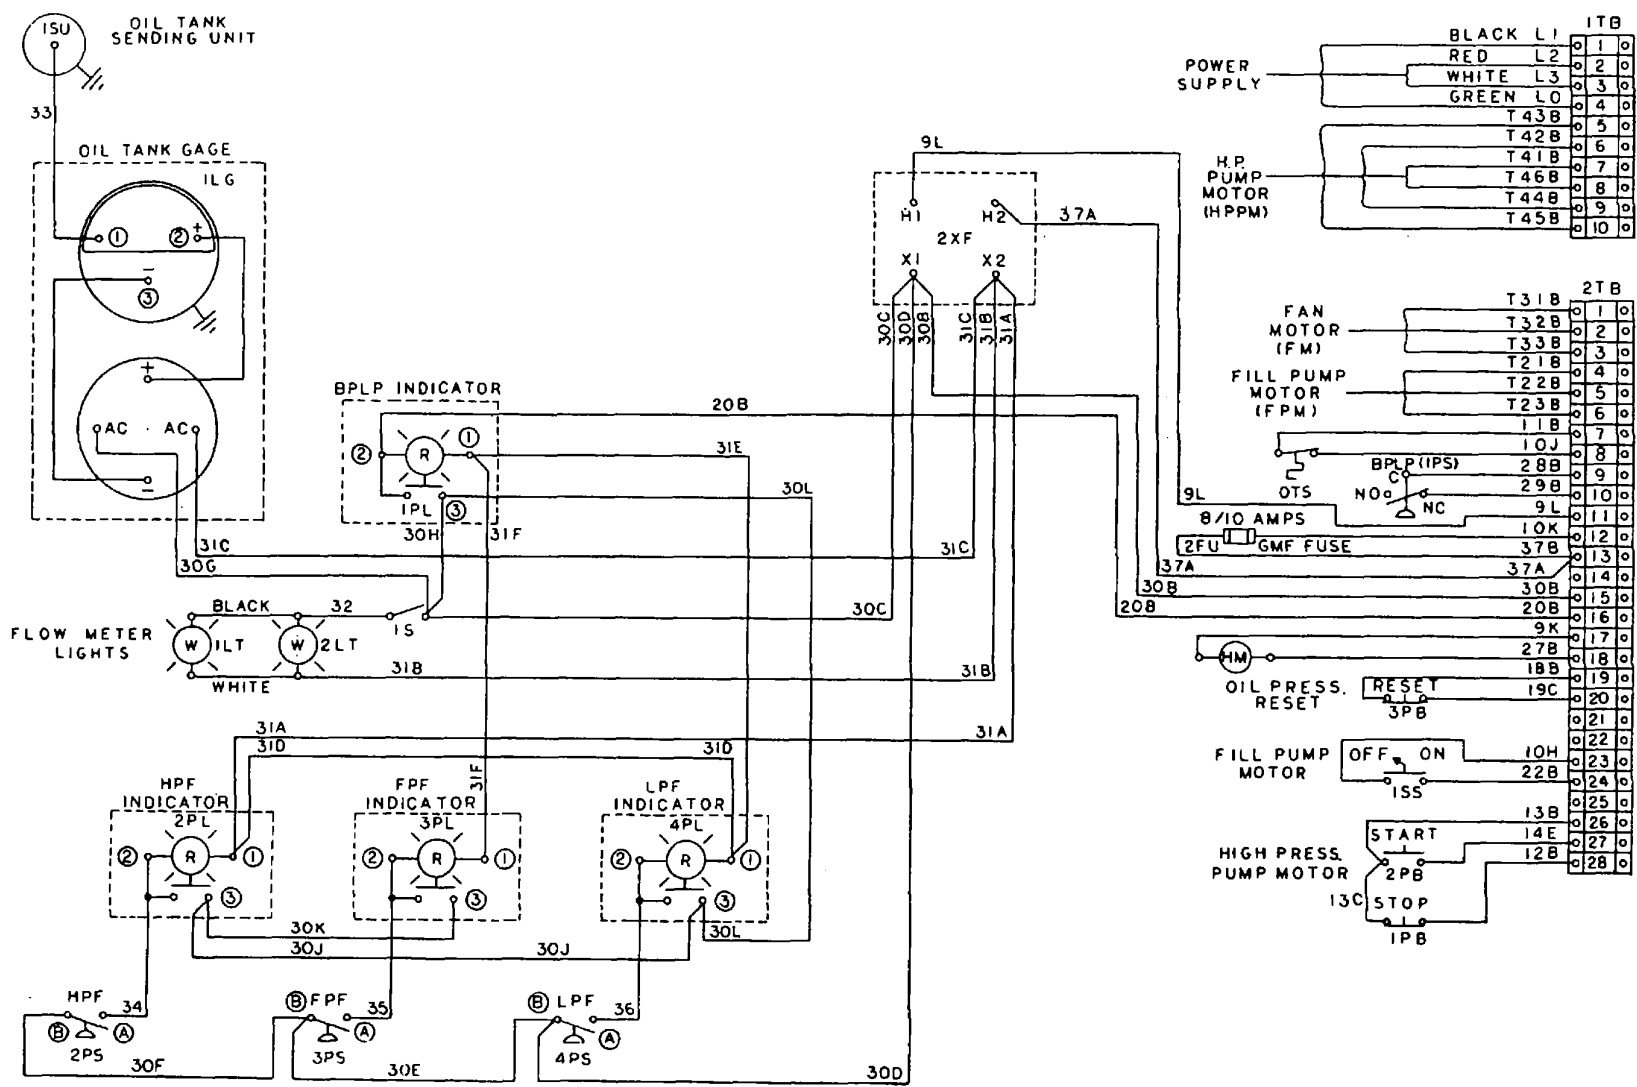 1SU
OIL TANK
SENDING UNIT
33
OIL TANK GAGE
1LG
1
2
+
−
3
+
AC
AC
−
31C
30G
BPLP INDICATOR
2
R
1
1PL
3
30H
31F
20B
31E
30L
31C
FLOW METER
LIGHTS
BLACK
32
1S
W
1LT
W
2LT
WHITE
31B
30C
31B
31A
31D
31D
31A
31F
HPF
INDICATOR
2PL
2
R
1
3
FPF
INDICATOR
3PL
2
R
1
3
LPF
INDICATOR
4PL
2
R
1
3
30K
30J
30J
30L
HPF
34
B
A
2PS
30F
B
FPF
35
A
3PS
30E
B
LPF
36
A
4PS
30D
9L
H1
H2
37A
2XF
X1
X2
30C
30D
30B
31C
31B
31A
1TB
POWER
SUPPLY
BLACK L1
1
RED L2
2
WHITE L3
3
GREEN L0
4
H.P.
PUMP
MOTOR
(HPPM)
T43B
5
T42B
6
T41B
7
T46B
8
T44B
9
T45B
10
2TB
FAN
MOTOR
(FM)
T31B
1
T32B
2
T33B
3
FILL PUMP
MOTOR
(FPM)
T21B
4
T22B
5
T23B
6
11B
7
10J
8
OTS
BPLP (1PS)
C
NO
NC
28B
9
29B
10
9L
9L
11
8/10 AMPS
2FU
GMF FUSE
10K
12
37B
13
37A
37A
14
30B
30B
15
20B
20B
16
9K
17
HM
27B
18
OIL PRESS.
RESET
RESET
3PB
18B
19
19C
20
21
22
FILL PUMP
MOTOR
OFF
ON
1SS
10H
23
22B
24
25
HIGH PRESS.
PUMP MOTOR
START
2PB
13C
STOP
1PB
13B
26
14E
27
12B
28